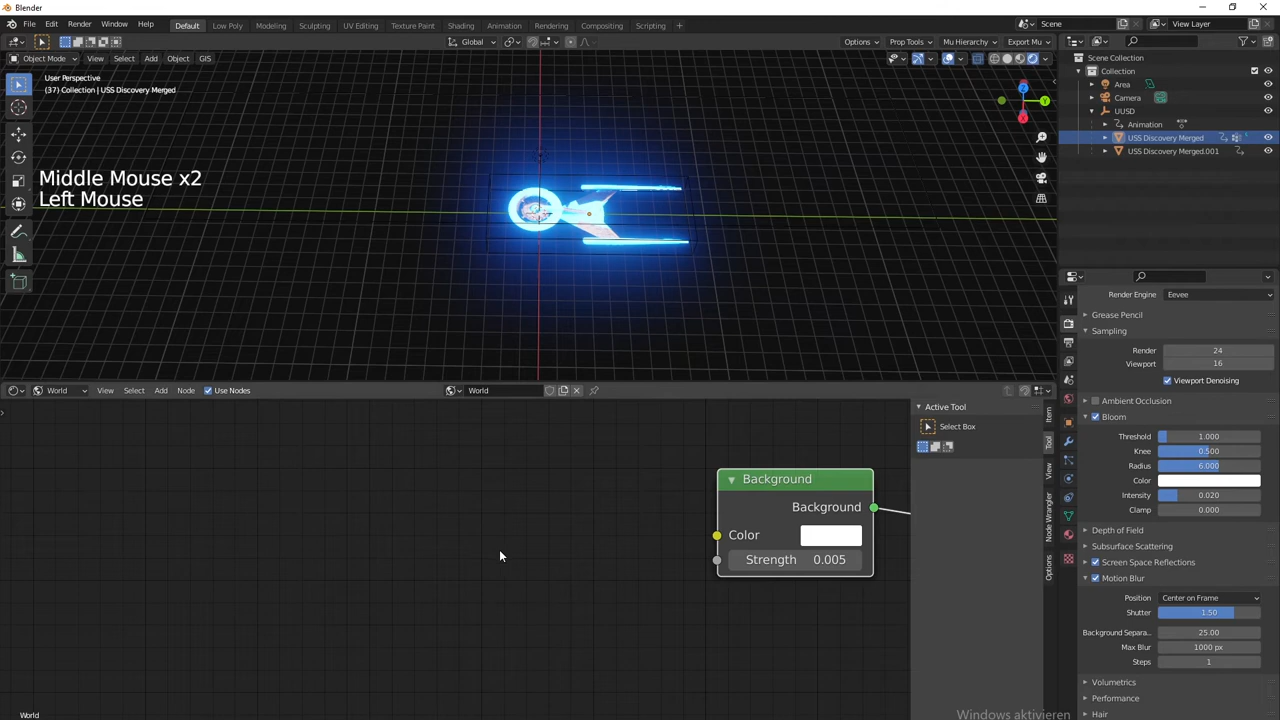 Blender
File Edit Render Window Help Default Low Poly Modeling Sculpting UV Editing Texture Paint Shading Animation Rendering Compositing Scripting + Scene View Layer
Global Options Prop Tools Mu Hierarchy Export Mu
Object Mode View Select Add Object GIS
User Perspective
(37) Collection | USS Discovery Merged
Middle Mouse x2
Left Mouse
Z
Y
X
Scene Collection
Collection
Area
Camera
UUSD
Animation
USS Discovery Merged
USS Discovery Merged.001
Render Engine Eevee
Grease Pencil
Sampling
Render 24
Viewport 16
Viewport Denoising
Ambient Occlusion
Bloom
Threshold 1.000
Knee 0.500
Radius 6.000
Color
Intensity 0.020
Clamp 0.000
Depth of Field
Subsurface Scattering
Screen Space Reflections
Motion Blur
Position Center on Frame
Shutter 1.50
Background Separa... 25.00
Max Blur 1000 px
Steps 1
Volumetrics
Performance
Hair
World View Select Add Node Use Nodes World
Active Tool
Select Box
Item
Tool
View
Node Wrangler
Options
Background
Background
Color
Strength 0.005
World
Windows aktivieren